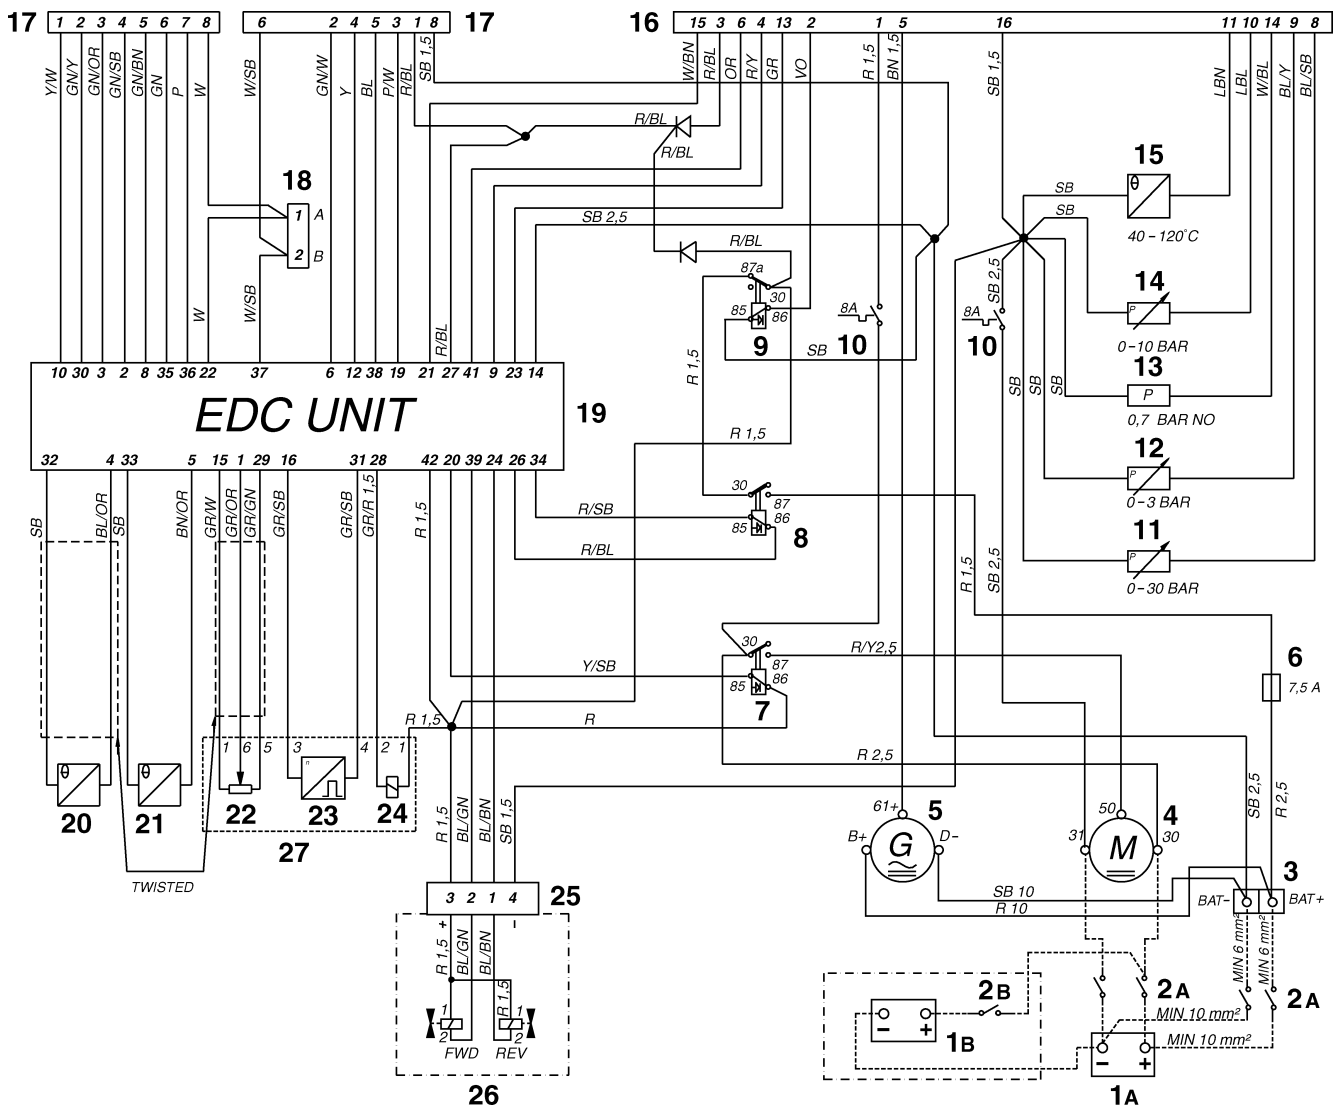 17 1 2 3 4 5 6 7 8 6 2 4 5 3 1 8 17 16 15 3 6 4 13 2 1 5 16 11 10 14 9 8
Y/W GN/Y GN/OR GN/SB GN/BN GN P W W/SB GN/W Y BL P/W R/BL SB 1,5 W/BN R/BL OR R/Y GR VO R 1,5 BN 1,5 SB 1,5 LBN LBL W/BL BL/Y BL/SB
R/BL
R/BL
15
θ
SB
40-120°C
18
1 A
2 B
SB
SB 2,5
R/BL
87a
30
85 86
9
SB
8A
10
SB 2,5
8A
10
14
P
0-10 BAR
W W/SB R/BL
R 1,5
13
P
0,7 BAR NO
SB SB SB
10 30 3 2 8 35 36 22 37 6 12 38 19 21 27 41 9 23 14
EDC UNIT
19
R 1,5
32 4 33 5 15 1 29 16 31 28 42 20 39 24 26 34
12
P
0-3 BAR
SB BL/OR SB BN/OR GR/W GR/OR GR/GN GR/SB GR/SB GR/R 1,5 R 1,5
30
87
86
85
8
R/SB
R/BL
11
P
0-30 BAR
R 1,5 SB 2,5
30
87
86
85
7
Y/SB
R/Y2,5
6
7,5 A
R 1,5
R
R 2,5
1 6 5 3 4 2 1
θ
20
θ
21
22
n
23
24
27
TWISTED
R 1,5 BL/GN BL/BN SB 1,5
SB 2,5 R 2,5
61+
5
B+ G D-
50
4
31 M 30
3
BAT- BAT+
SB 10
R 10
3 2 1 4
25
+ -
R 1,5 BL/GN BL/BN R 1,5
1
2
FWD
1
2
REV
26
MIN 6 mm² MIN 6 mm²
2B
2A
2A
- +
1B
MIN 10 mm²
MIN 10 mm²
- +
1A